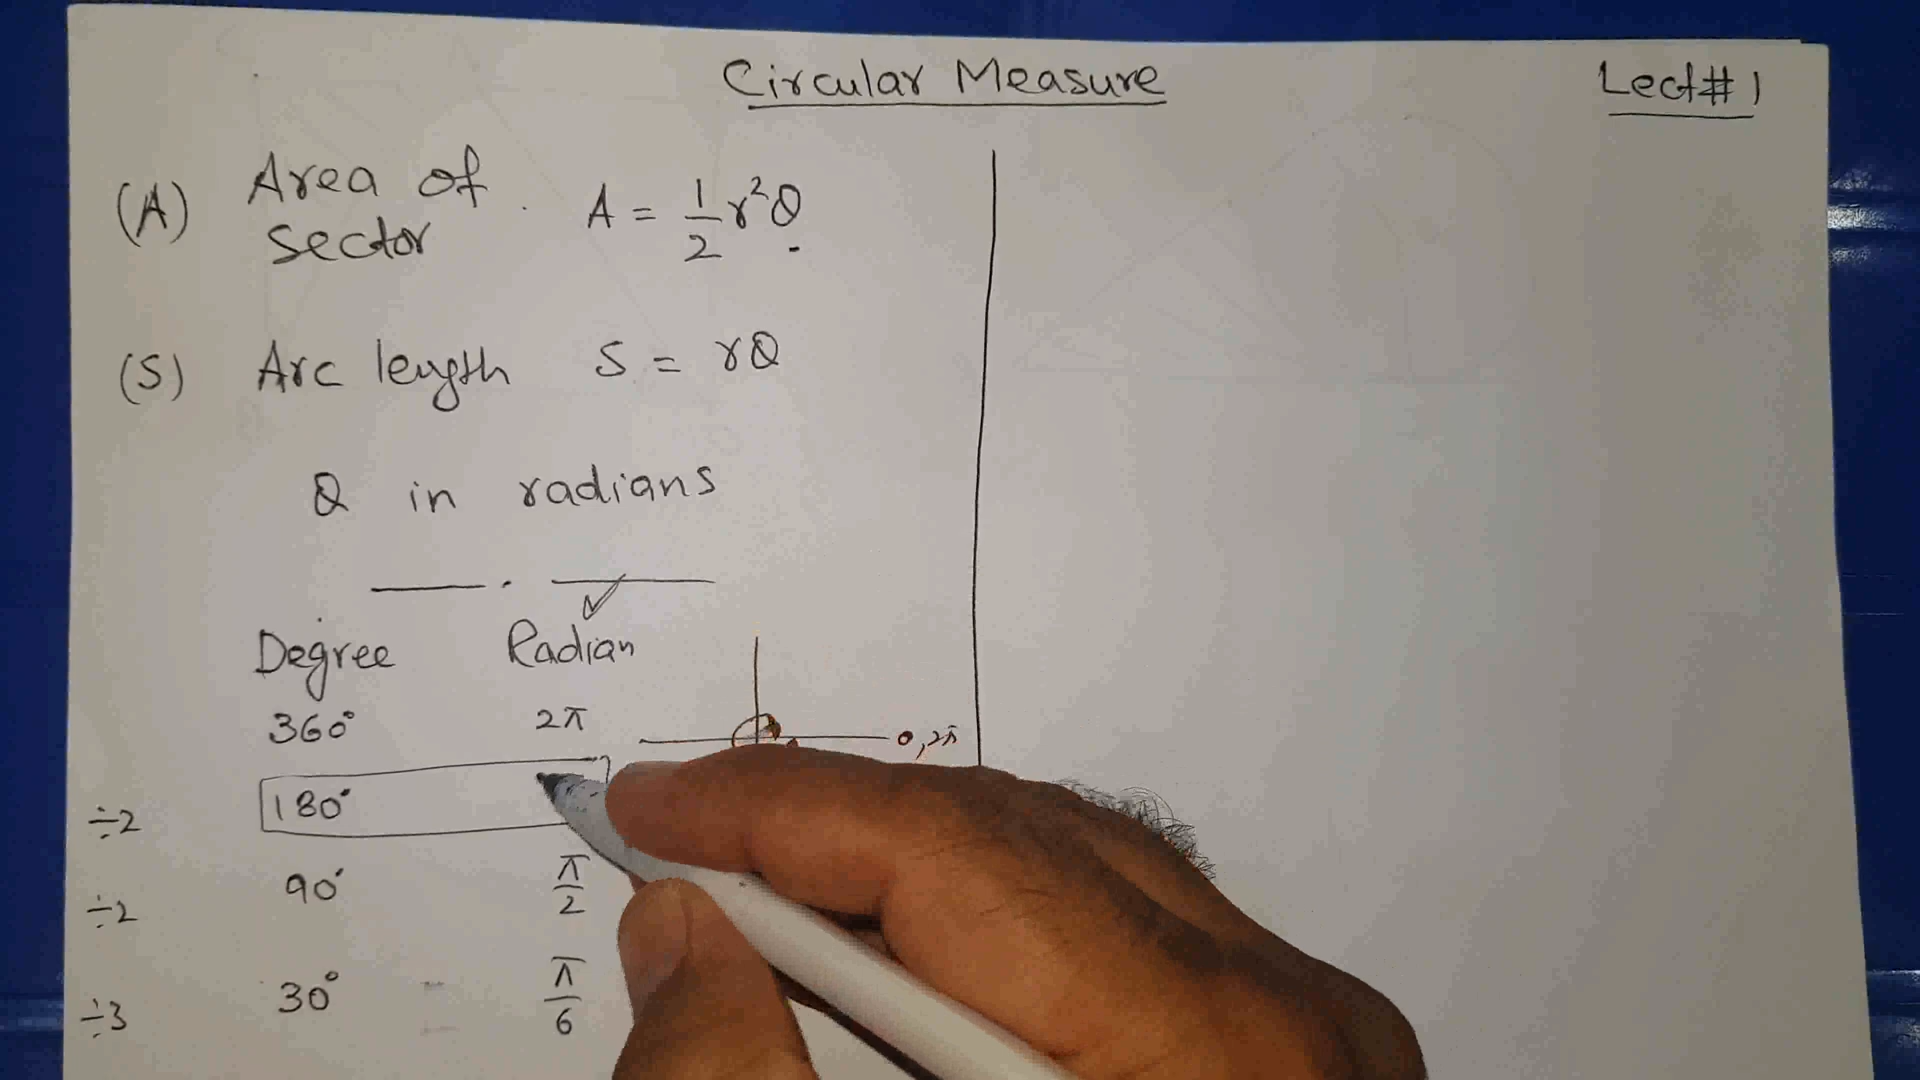 Circular Measure
Lect# 1
(A) Area of sector A = 1/2 r²θ
(S) Arc length S = rθ
θ in radians
Degree Radian
360° 2π
0, 2π
÷2 180°
÷2 90° π/2
÷3 30° π/6